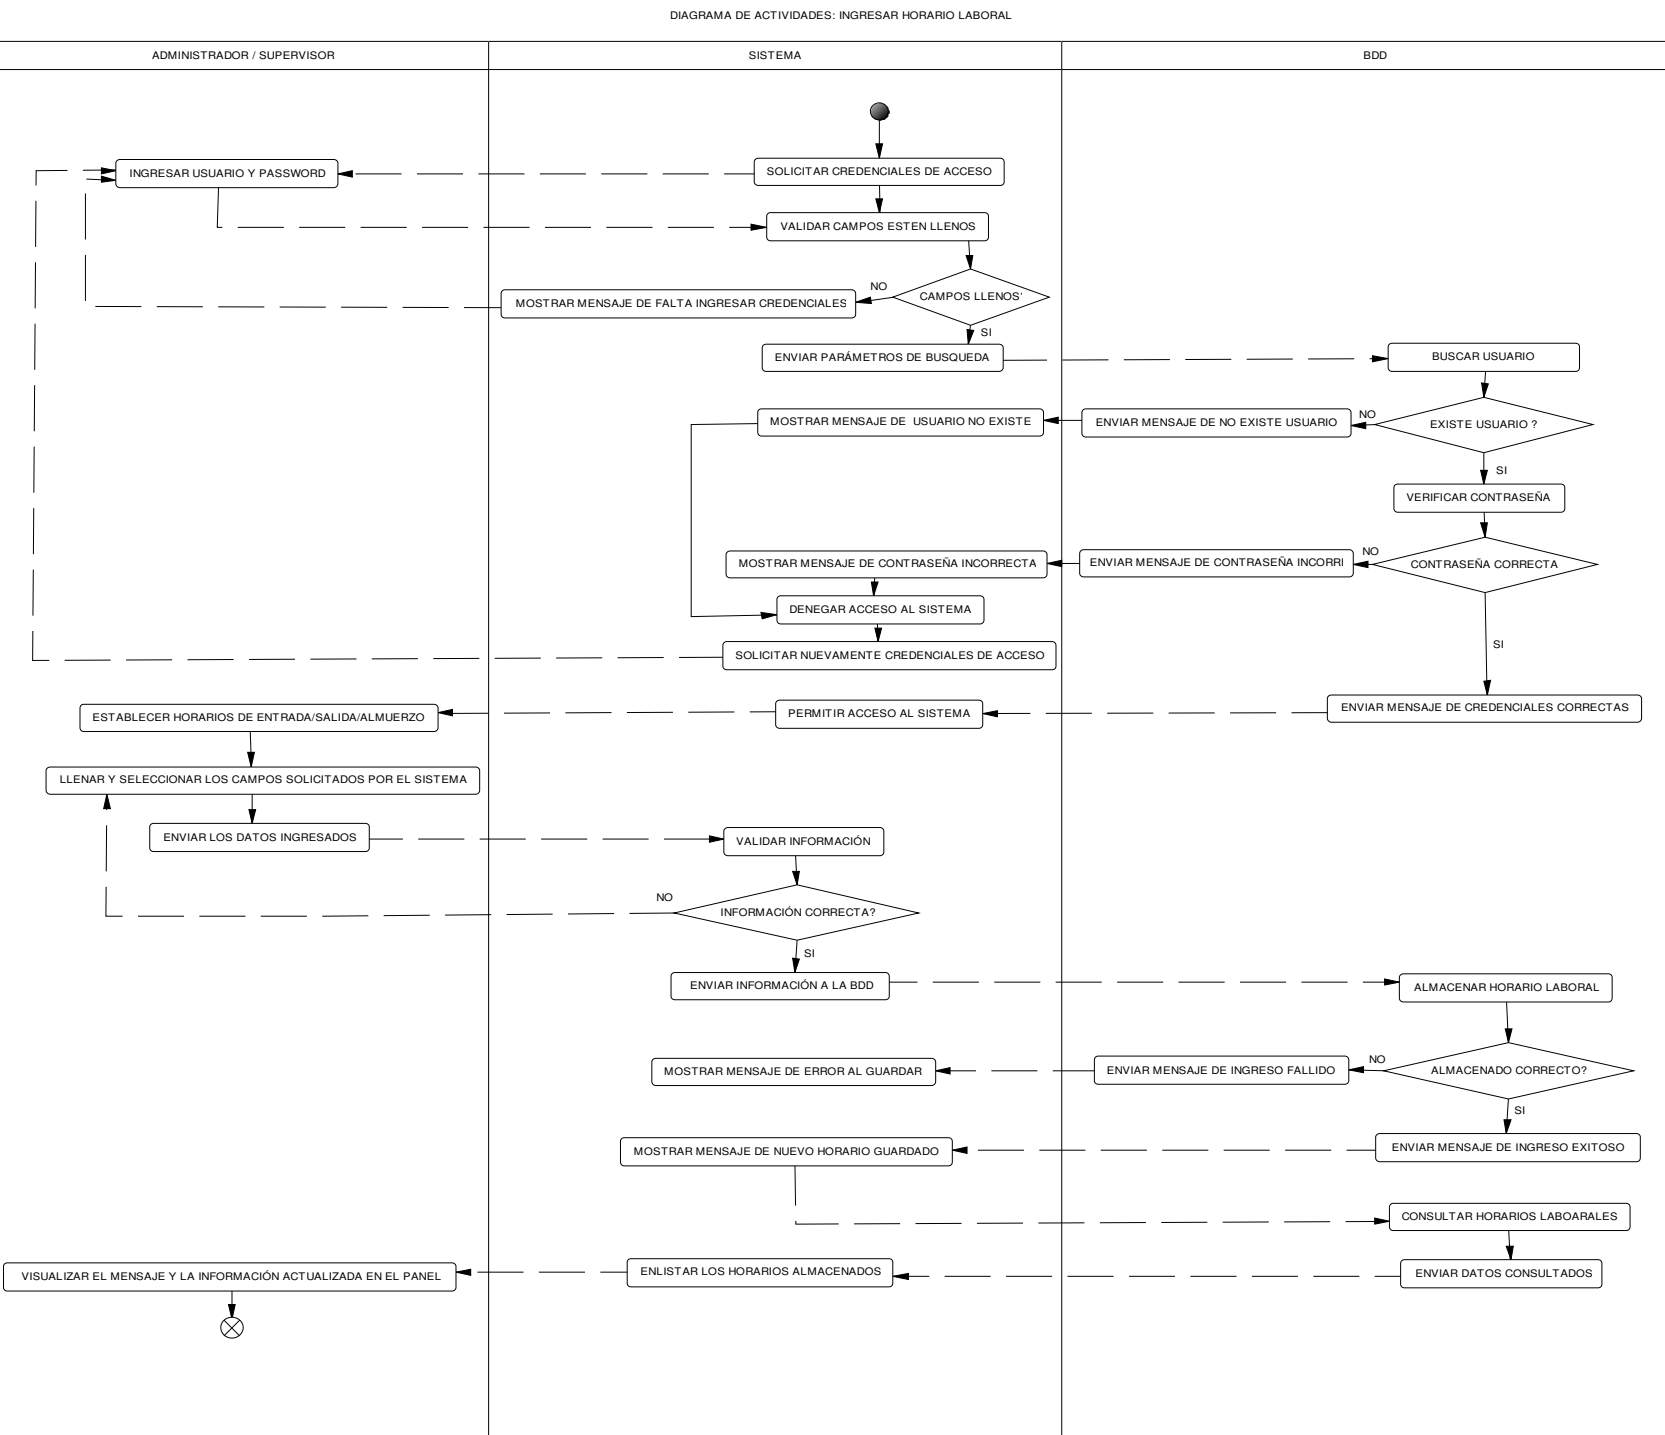 DIAGRAMA DE ACTIVIDADES: INGRESAR HORARIO LABORAL
ADMINISTRADOR / SUPERVISOR
SISTEMA
BDD
INGRESAR USUARIO Y PASSWORD
SOLICITAR CREDENCIALES DE ACCESO
VALIDAR CAMPOS ESTEN LLENOS
NO
CAMPOS LLENOS'
MOSTRAR MENSAJE DE FALTA INGRESAR CREDENCIALES
SI
ENVIAR PARÁMETROS DE BUSQUEDA
BUSCAR USUARIO
MOSTRAR MENSAJE DE USUARIO NO EXISTE
ENVIAR MENSAJE DE NO EXISTE USUARIO
NO
EXISTE USUARIO ?
SI
VERIFICAR CONTRASEÑA
MOSTRAR MENSAJE DE CONTRASEÑA INCORRECTA
ENVIAR MENSAJE DE CONTRASEÑA INCORRI
NO
CONTRASEÑA CORRECTA
DENEGAR ACCESO AL SISTEMA
SI
SOLICITAR NUEVAMENTE CREDENCIALES DE ACCESO
ESTABLECER HORARIOS DE ENTRADA/SALIDA/ALMUERZO
PERMITIR ACCESO AL SISTEMA
ENVIAR MENSAJE DE CREDENCIALES CORRECTAS
LLENAR Y SELECCIONAR LOS CAMPOS SOLICITADOS POR EL SISTEMA
ENVIAR LOS DATOS INGRESADOS
VALIDAR INFORMACIÓN
NO
INFORMACIÓN CORRECTA?
SI
ENVIAR INFORMACIÓN A LA BDD
ALMACENAR HORARIO LABORAL
MOSTRAR MENSAJE DE ERROR AL GUARDAR
ENVIAR MENSAJE DE INGRESO FALLIDO
NO
ALMACENADO CORRECTO?
SI
MOSTRAR MENSAJE DE NUEVO HORARIO GUARDADO
ENVIAR MENSAJE DE INGRESO EXITOSO
CONSULTAR HORARIOS LABOARALES
VISUALIZAR EL MENSAJE Y LA INFORMACIÓN ACTUALIZADA EN EL PANEL
ENLISTAR LOS HORARIOS ALMACENADOS
ENVIAR DATOS CONSULTADOS